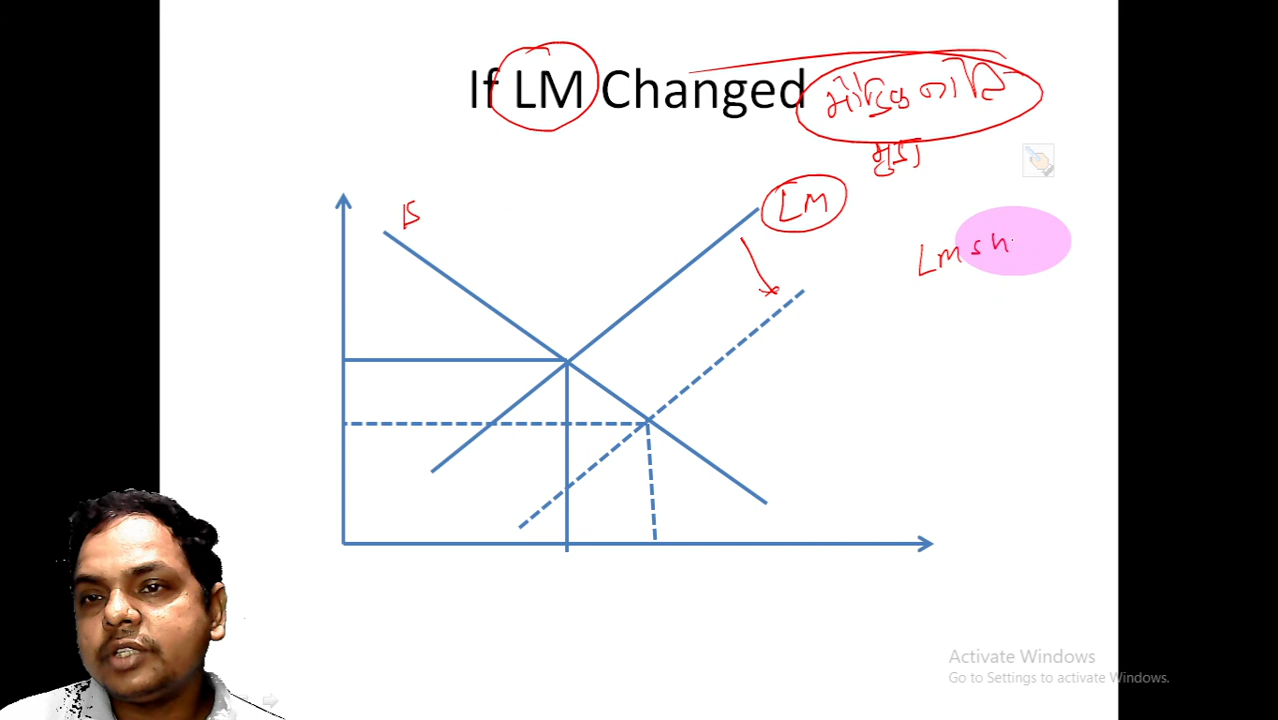 If LM Changed मौद्रिक नीति
मुद्रा
IS
LM
LM sh
Activate Windows
Go to Settings to activate Windows.